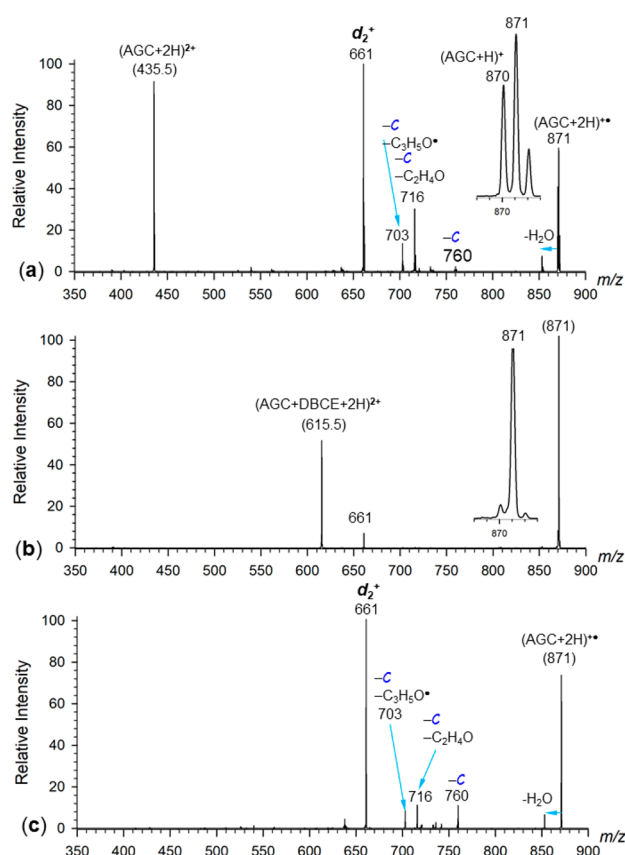 (AGC+2H)²⁺
(435.5)
d₂⁺
661
–C
–C₃H₅O•
–C
–C₂H₄O
716
703
–C
760
(AGC+H)⁺
870
871
870
(AGC+2H)⁺•
871
-H₂O
100
80
60
40
20
0
Relative Intensity
(a)
350 400 450 500 550 600 650 700 750 800 850 900
m/z
(AGC+DBCE+2H)²⁺
(615.5)
661
871
870
(871)
100
80
60
40
20
0
Relative Intensity
(b)
350 400 450 500 550 600 650 700 750 800 850 900
m/z
d₂⁺
661
–C
–C₃H₅O•
703
–C
–C₂H₄O
716
–C
760
(AGC+2H)⁺•
(871)
-H₂O
100
80
60
40
20
0
Relative Intensity
(c)
350 400 450 500 550 600 650 700 750 800 850 900
m/z